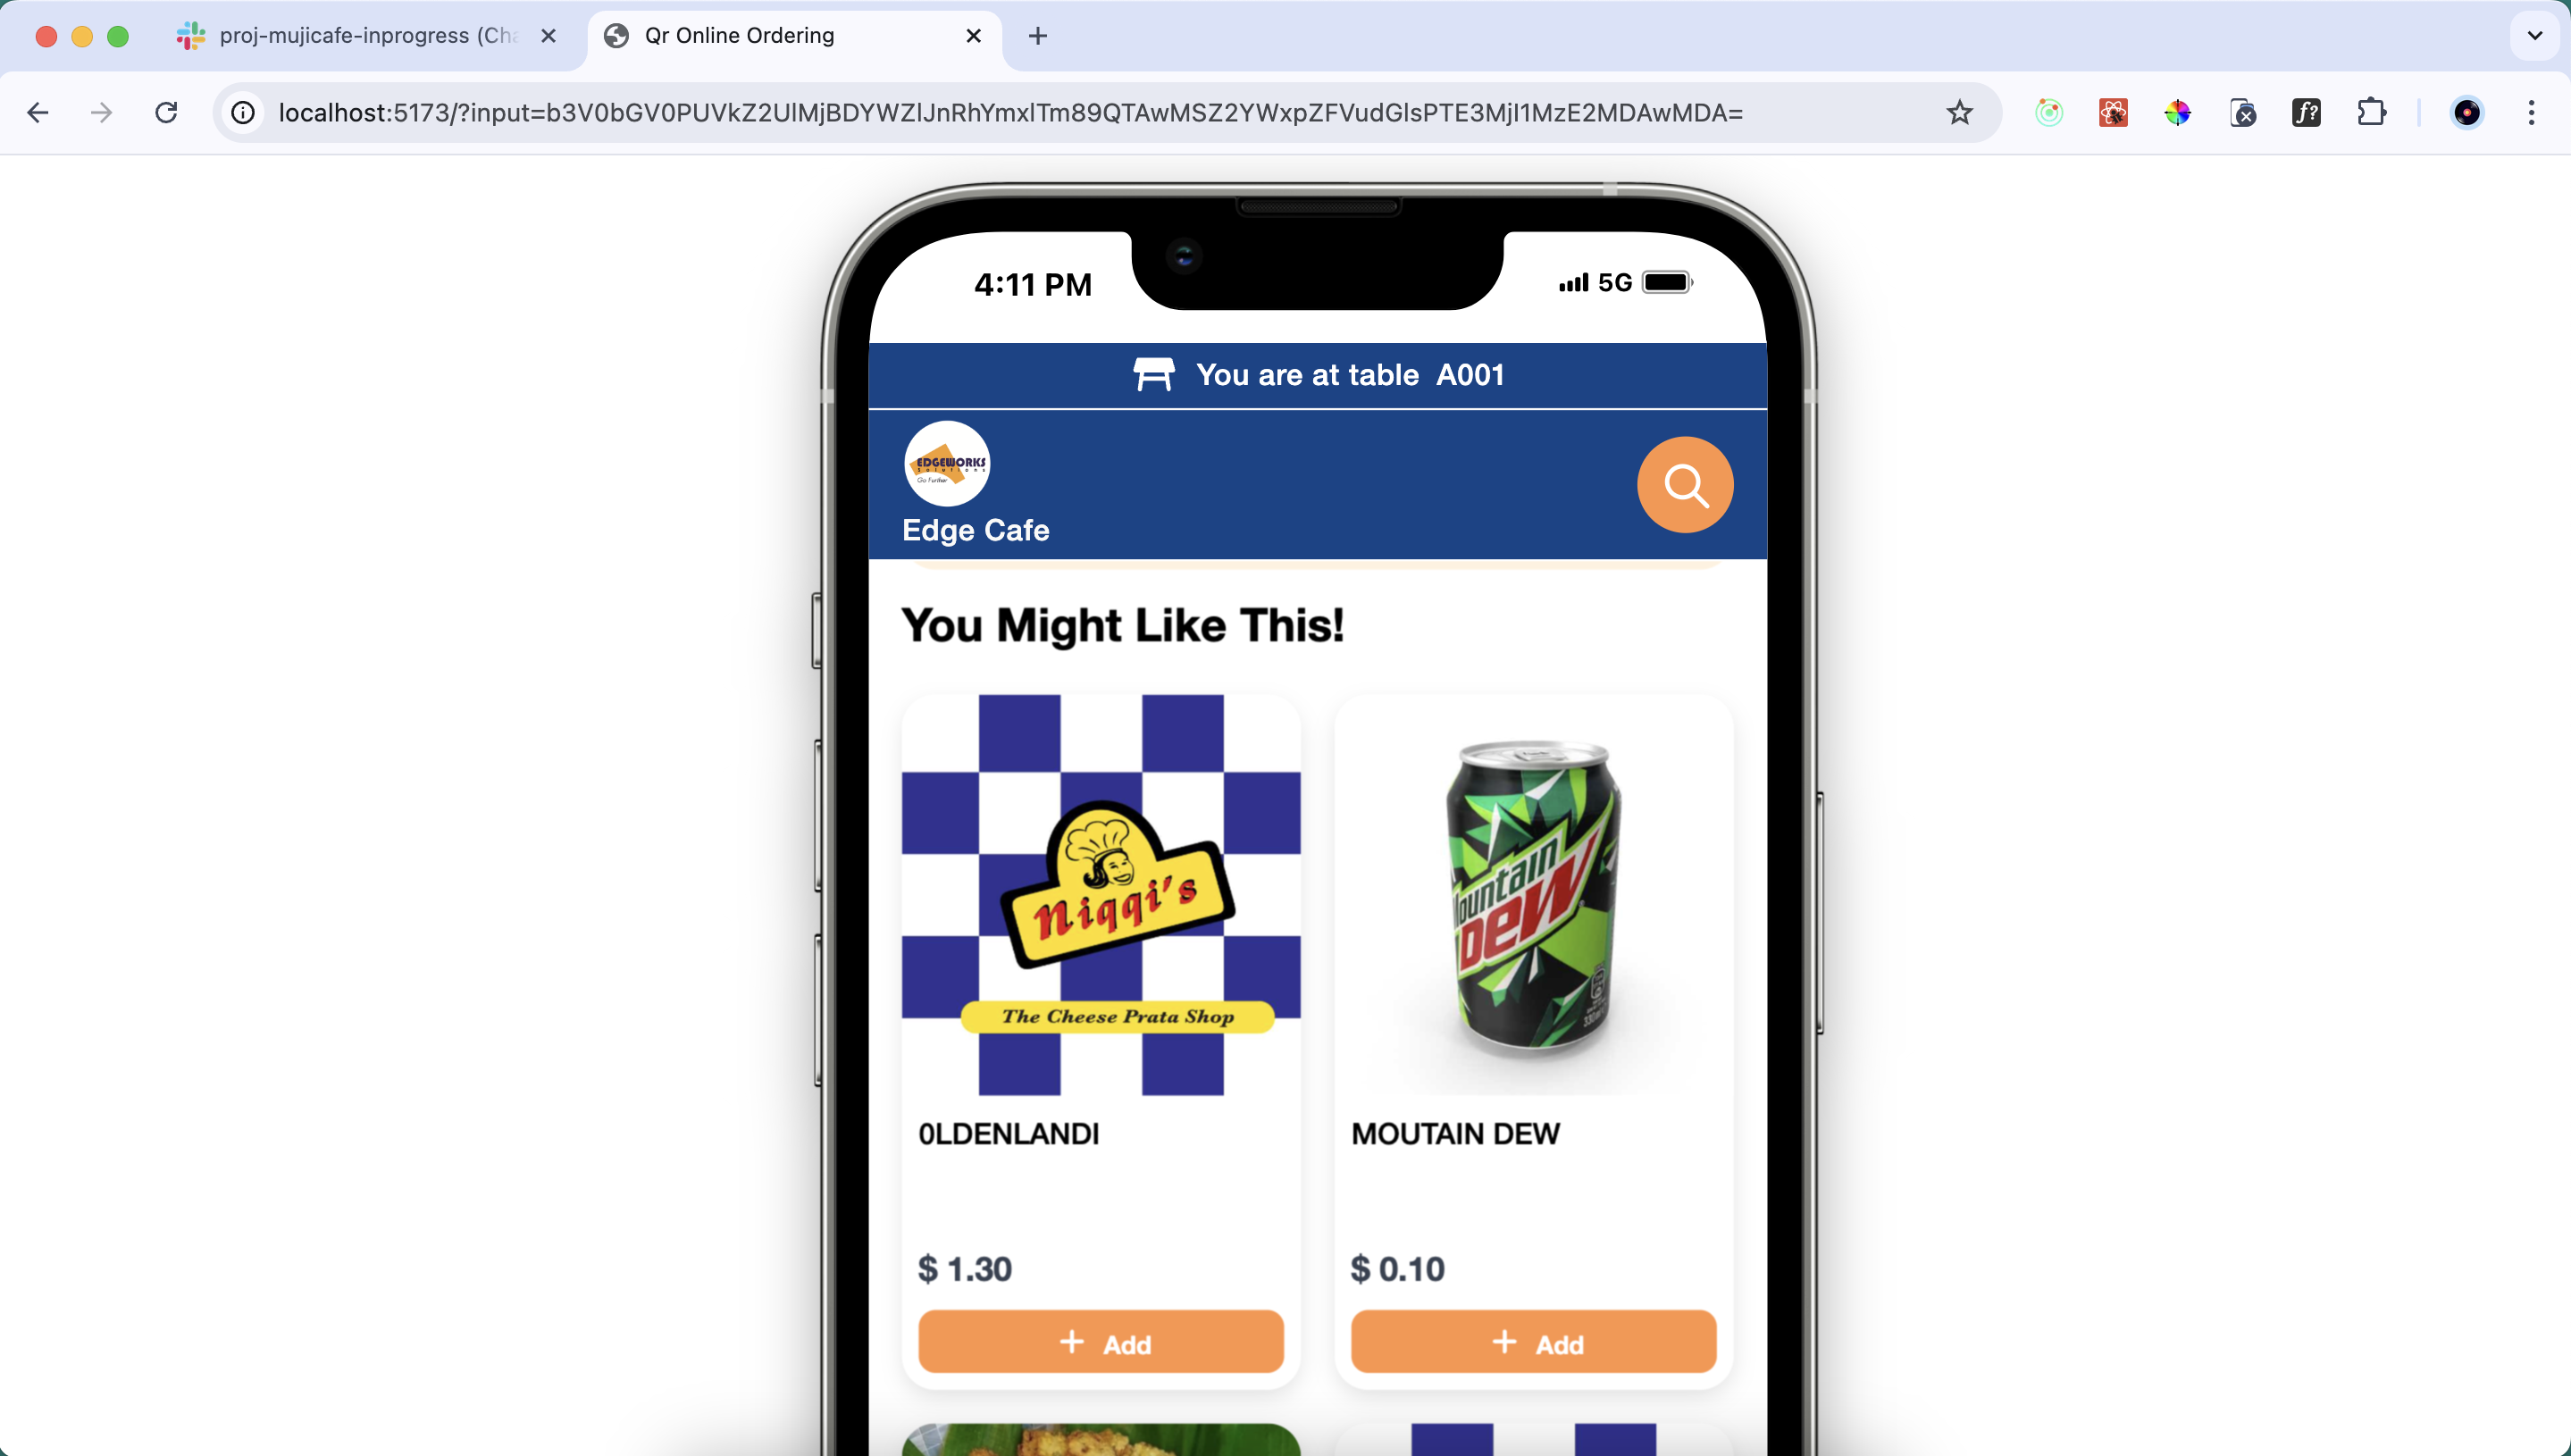 proj-mujicafe-inprogress (Cha
Qr Online Ordering
localhost:5173/?input=b3V0bGV0PUVkZ2UlMjBDYWZlJnRhYmxlTm89QTAwMSZ2YWxpZFVudGlsPTE3MjI1MzE2MDAwMDA=
f?
4:11 PM
5G
You are at table A001
EDGEWORKS
SOLUTIONS
Go Further
Edge Cafe
You Might Like This!
Niqqi's
The Cheese Prata Shop
Mountain
DEW
0LDENLANDI
MOUTAIN DEW
$ 1.30
$ 0.10
+ Add
+ Add